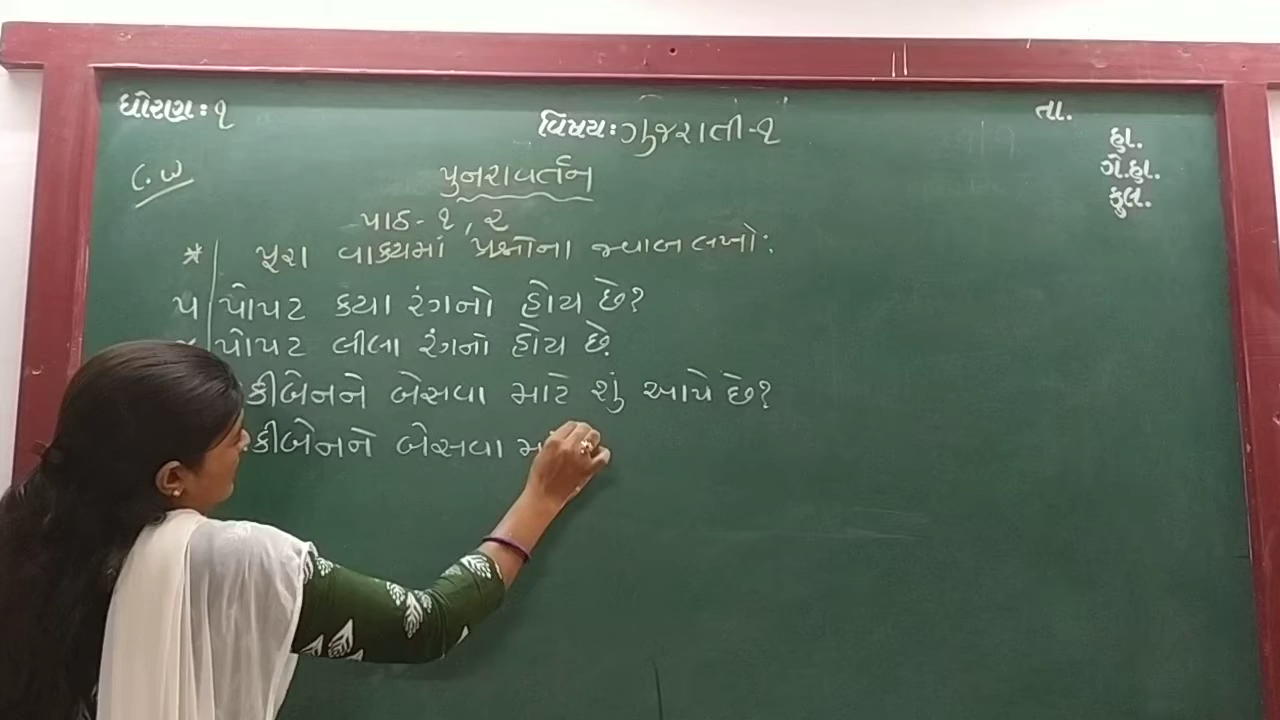 ધોરણ : ૧
વિષય : ગુજરાતી-૧
તા.
હા.
ગે.હા.
કુલ.
C.W
પુનરાવર્તન
પાઠ - ૧, ૨
* પૂરા વાક્યમાં પ્રશ્નોના જવાબ લખો:
પ પોપટ કયા રંગનો હોય છે?
પોપટ લીલા રંગનો હોય છે.
કીબેનને બેસવા માટે શું આપે છે?
કીબેનને બેસવા